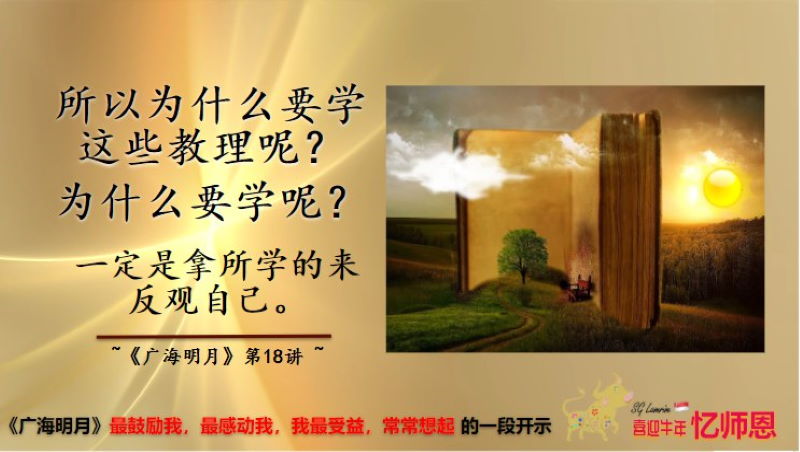 所以为什么要学
这些教理呢？
为什么要学呢？
一定是拿所学的来
反观自己。
~《广海明月》第18讲 ~
《广海明月》最鼓励我，最感动我，我最受益，常常想起 的一段开示
SG Lamrim
喜迎牛年 忆师恩